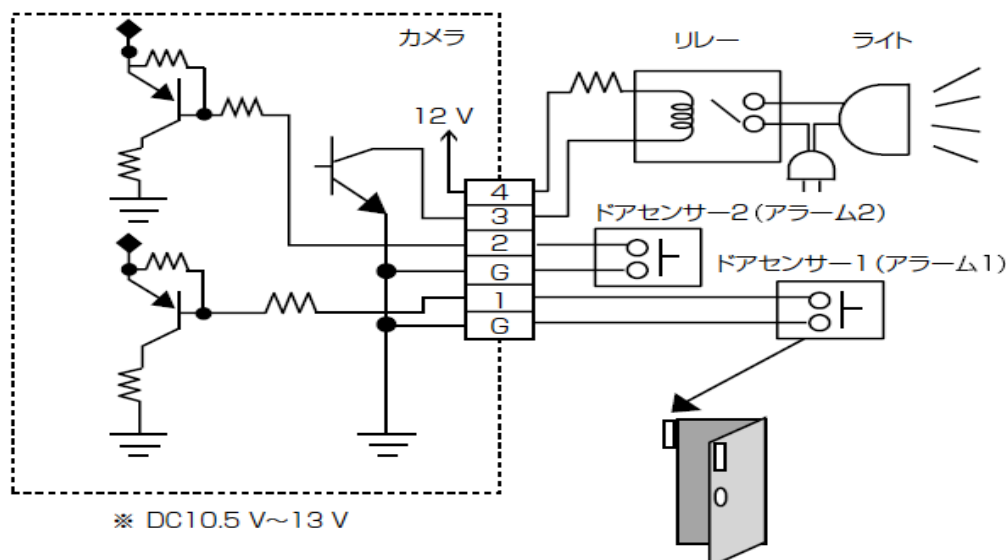 カメラ
リレー
ライト
12 V
4
3
2
G
1
G
ドアセンサー2(アラーム2)
ドアセンサー1(アラーム1)
※ DC10.5 V~13 V